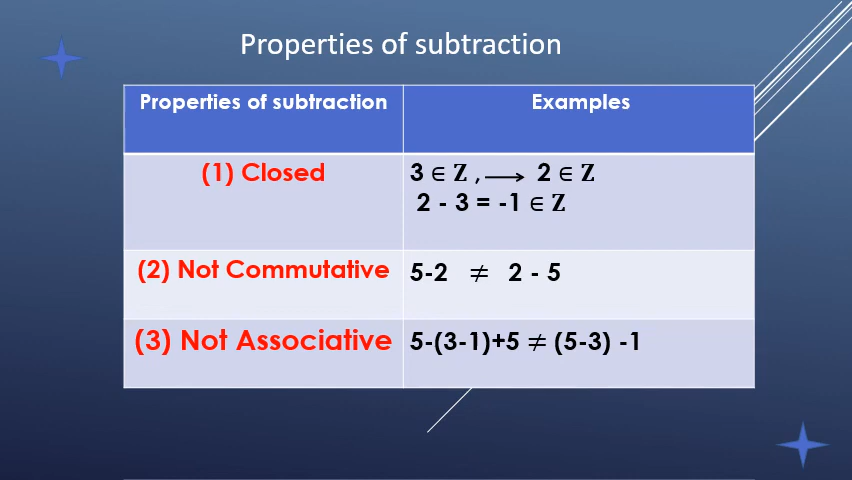 Properties of subtraction
Properties of subtraction
Examples
(1) Closed
3 ∈ Z , ⟶ 2 ∈ Z
2 - 3 = -1 ∈ Z
(2) Not Commutative
5-2 ≠ 2 - 5
(3) Not Associative
5-(3-1)+5 ≠ (5-3) -1